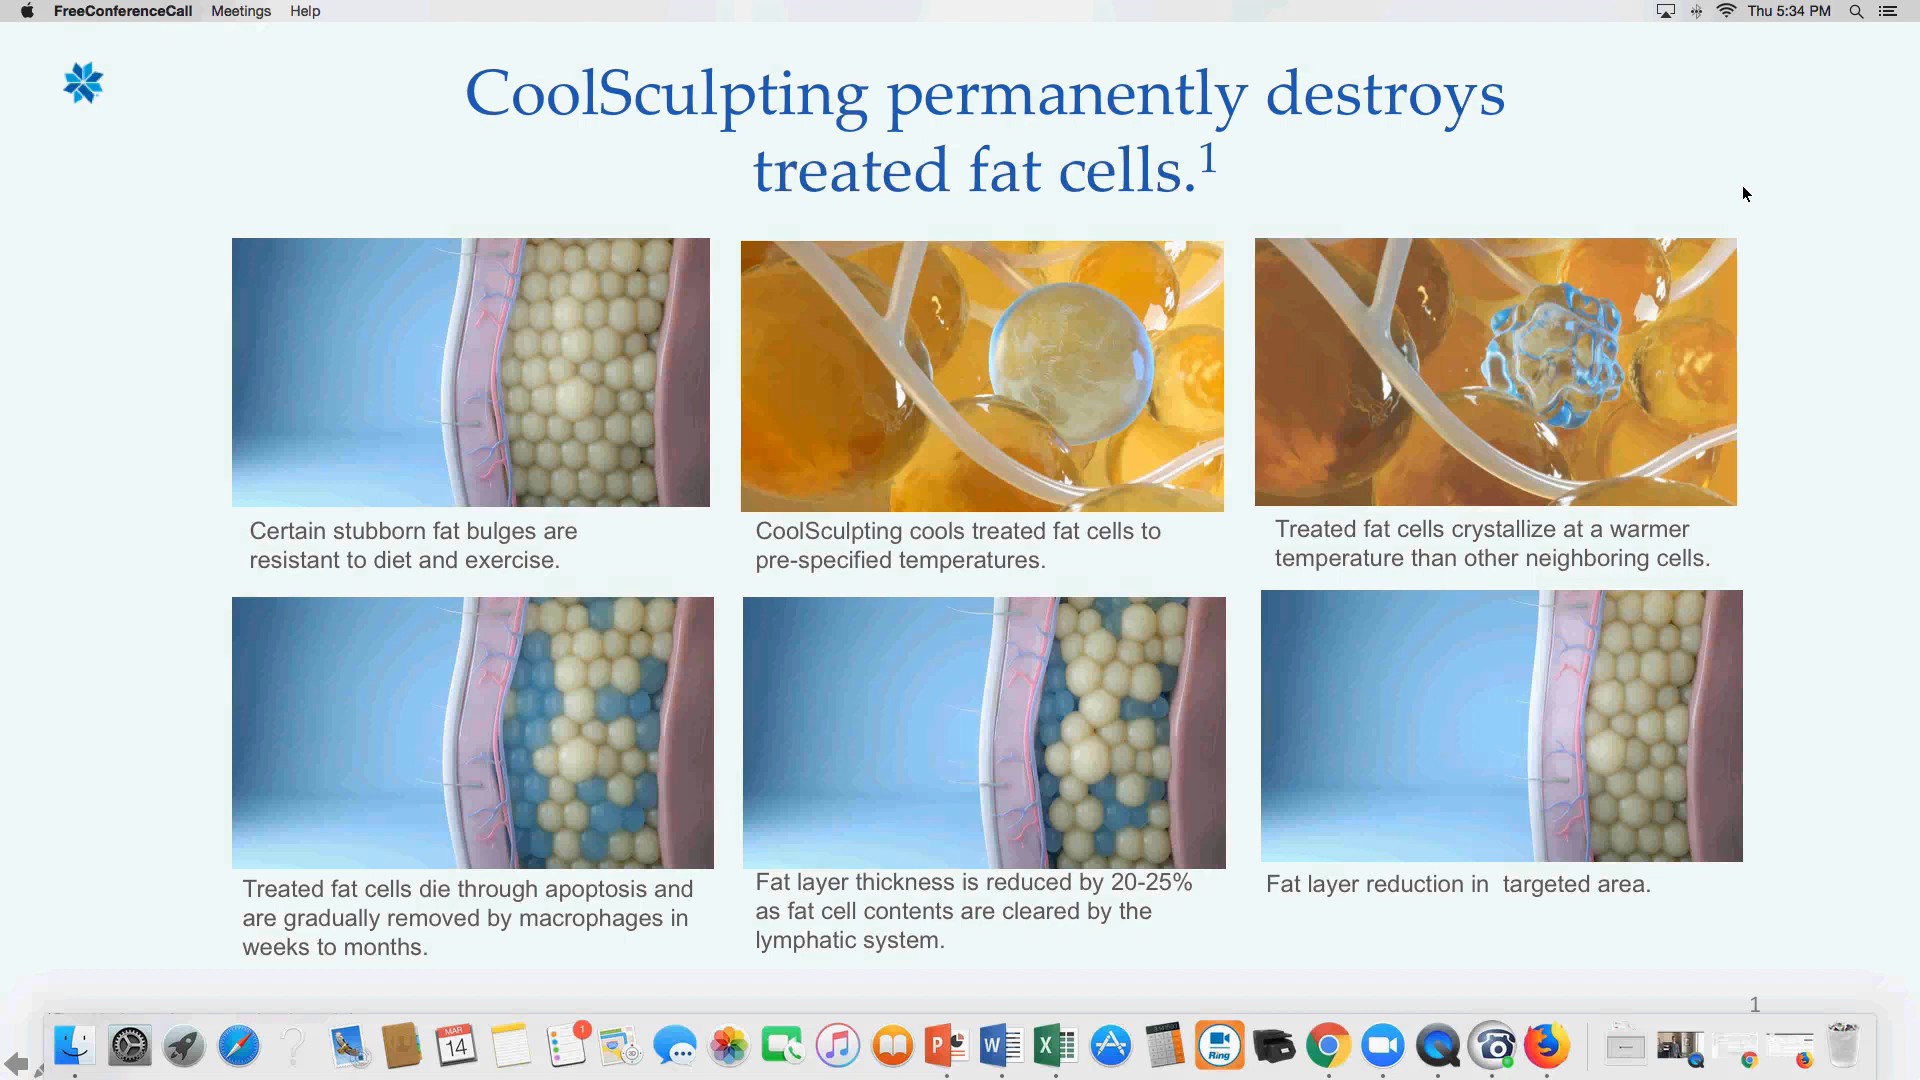 FreeConferenceCall Meetings Help Thu 5:34 PM
CoolSculpting permanently destroys
treated fat cells.1
Certain stubborn fat bulges are
resistant to diet and exercise.
CoolSculpting cools treated fat cells to
pre-specified temperatures.
Treated fat cells crystallize at a warmer
temperature than other neighboring cells.
Treated fat cells die through apoptosis and
are gradually removed by macrophages in
weeks to months.
Fat layer thickness is reduced by 20-25%
as fat cell contents are cleared by the
lymphatic system.
Fat layer reduction in  targeted area.
1
MAR
14
1
P
W
X
Ring